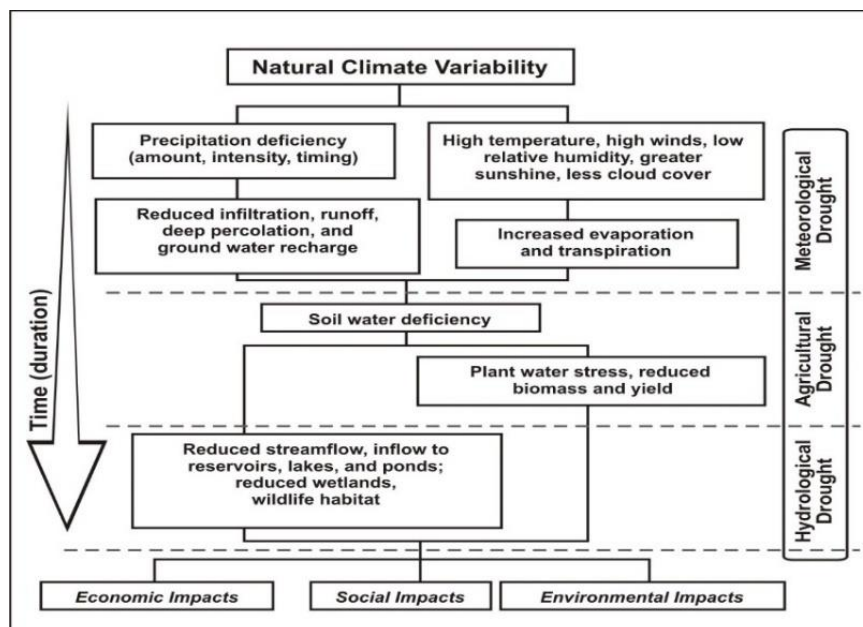 Natural Climate Variability
Precipitation deficiency
(amount, intensity, timing)
High temperature, high winds, low
relative humidity, greater
sunshine, less cloud cover
Reduced infiltration, runoff,
deep percolation, and
ground water recharge
Increased evaporation
and transpiration
Meteorological
Drought
Time (duration)
Soil water deficiency
Plant water stress, reduced
biomass and yield
Agricultural
Drought
Reduced streamflow, inflow to
reservoirs, lakes, and ponds;
reduced wetlands,
wildlife habitat
Hydrological
Drought
Economic Impacts
Social Impacts
Environmental Impacts